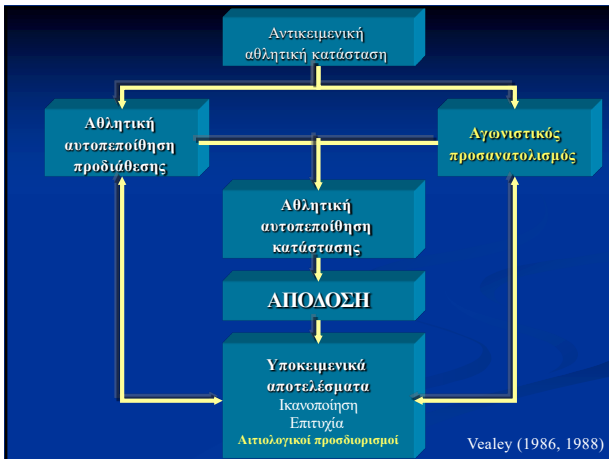 Αντικειμενική
αθλητική κατάσταση
Αθλητική
αυτοπεποίθηση
προδιάθεσης
Αγωνιστικός
προσανατολισμός
Αθλητική
αυτοπεποίθηση
κατάστασης
ΑΠΟΔΟΣΗ
Υποκειμενικά
αποτελέσματα
Ικανοποίηση
Επιτυχία
Αιτιολογικοί προσδιορισμοί
Vealey (1986, 1988)